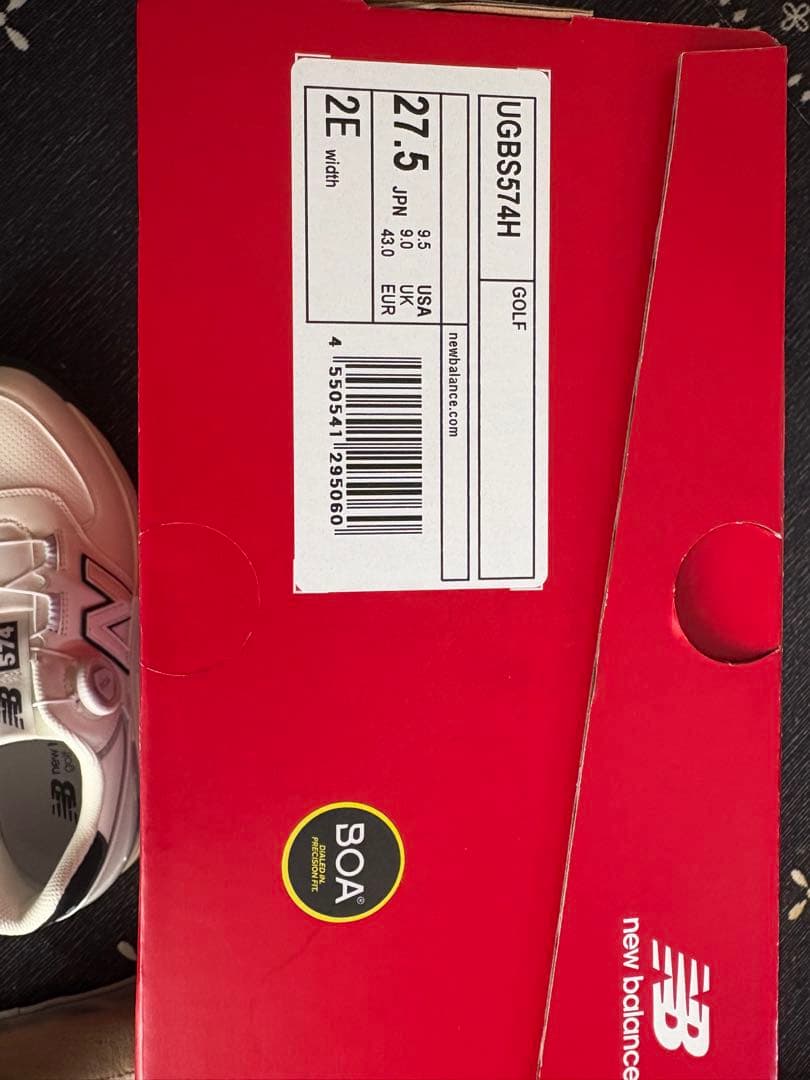 UGBS574H
GOLF
newbalance.com
27.5 JPN
9.5 USA
9.0 UK
43.0 EUR
2E width
4 550541 295060
BOA®
DIALED IN.
PRECISION FIT.
NB
new balance
574